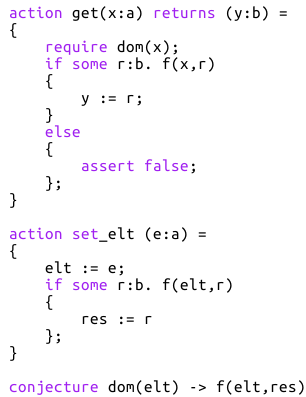 action get(x:a) returns (y:b) =
{
    require dom(x);
    if some r:b. f(x,r)
    {
        y := r;
    }
    else
    {
        assert false;
    };
}

action set_elt (e:a) =
{
    elt := e;
    if some r:b. f(elt,r)
    {
        res := r
    };
}

conjecture dom(elt) -> f(elt,res)